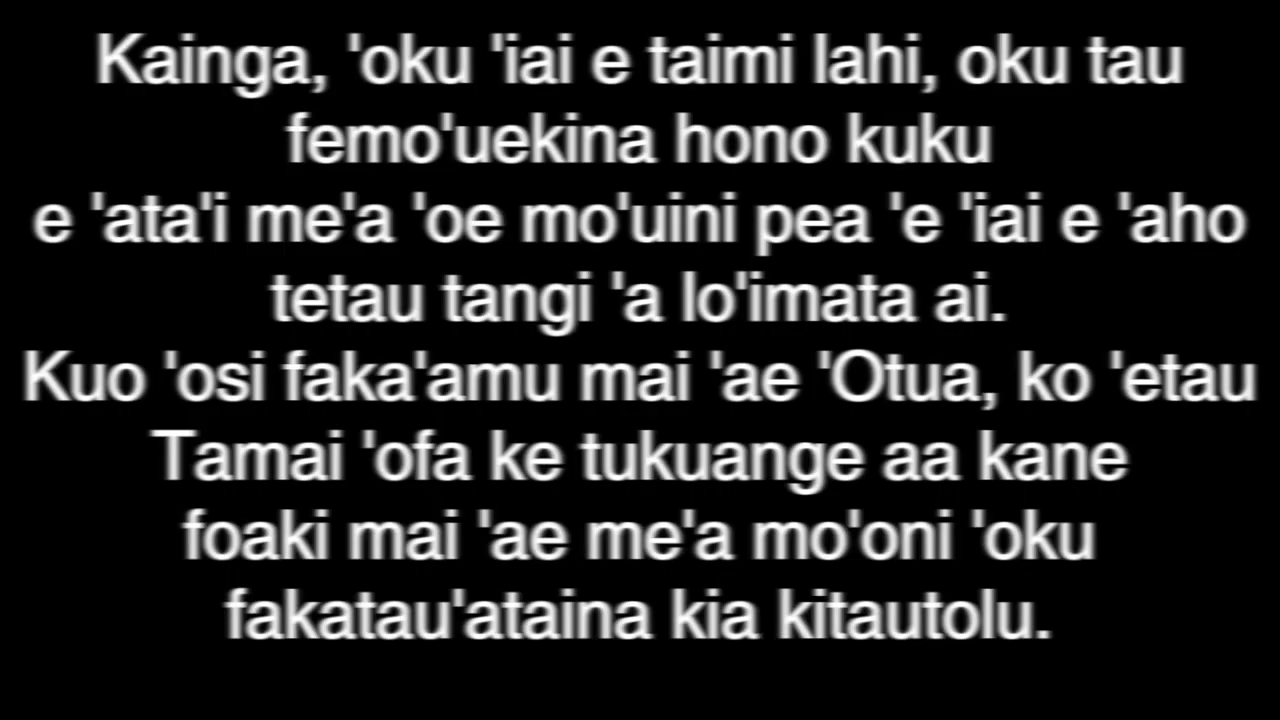 Kainga, 'oku 'iai e taimi lahi, oku tau
femo'uekina hono kuku
e 'ata'i me'a 'oe mo'uini pea 'e 'iai e 'aho
tetau tangi 'a lo'imata ai.
Kuo 'osi faka'amu mai 'ae 'Otua, ko 'etau
Tamai 'ofa ke tukuange aa kane
foaki mai 'ae me'a mo'oni 'oku
fakatau'ataina kia kitautolu.